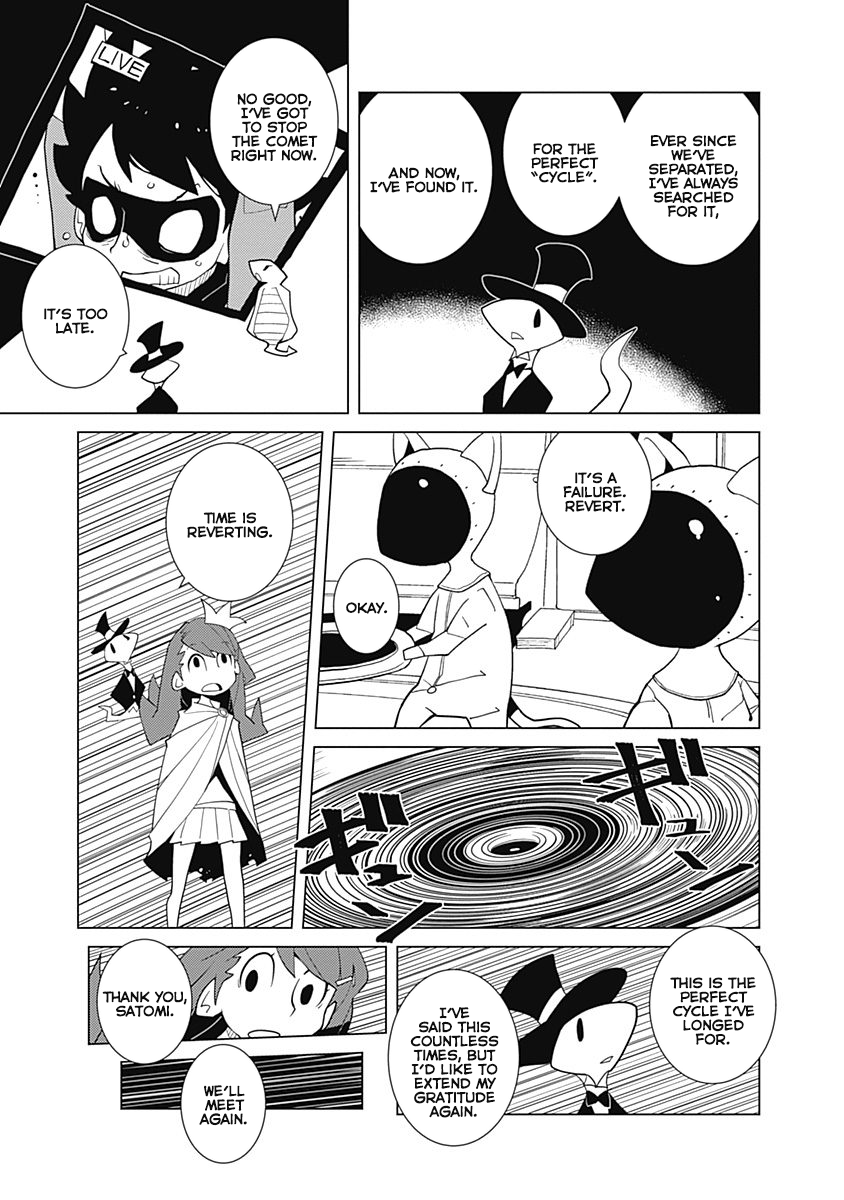 EVER SINCE
WE'VE
SEPARATED,
I'VE ALWAYS
SEARCHED
FOR IT,
FOR THE
PERFECT
"CYCLE".
AND NOW,
I'VE FOUND IT.
LIVE
NO GOOD,
I'VE GOT
TO STOP
THE COMET
RIGHT NOW.
IT'S TOO
LATE.
IT'S A
FAILURE.
REVERT.
OKAY.
TIME IS
REVERTING.
ギュン
ギュン
THIS IS THE
PERFECT
CYCLE I'VE
LONGED
FOR.
I'VE
SAID THIS
COUNTLESS
TIMES, BUT
I'D LIKE TO
EXTEND MY
GRATITUDE
AGAIN.
THANK YOU,
SATOMI.
WE'LL
MEET
AGAIN.